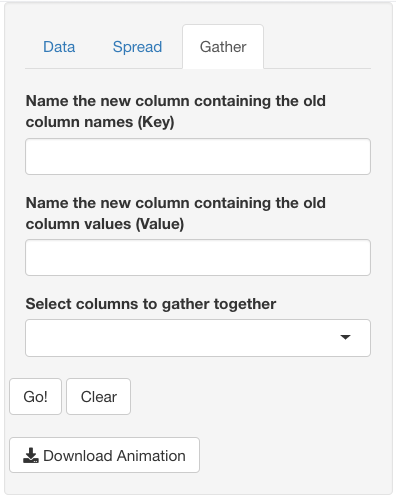 Data Spread Gather
Name the new column containing the old
column names (Key)
Name the new column containing the old
column values (Value)
Select columns to gather together
Go! Clear
Download Animation